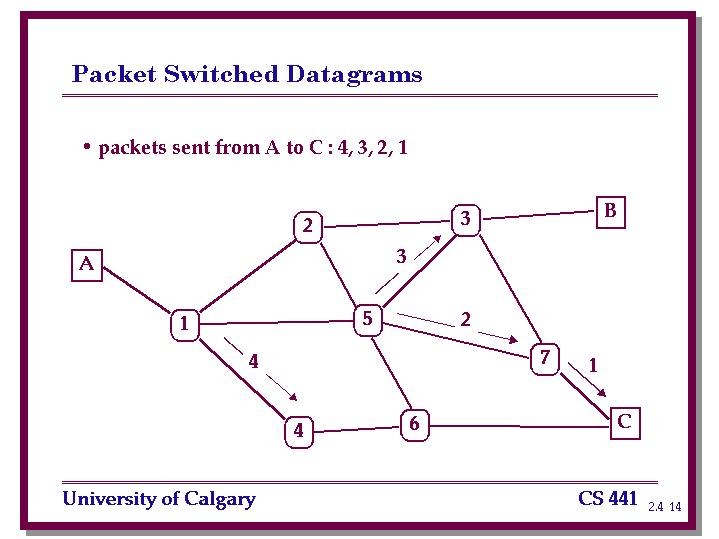 Packet Switched Datagrams
• packets sent from A to C : 4, 3, 2, 1
B
3
2
3
A
1
5
2
4
7
1
4
6
C
University of Calgary
CS 441
2.4 14